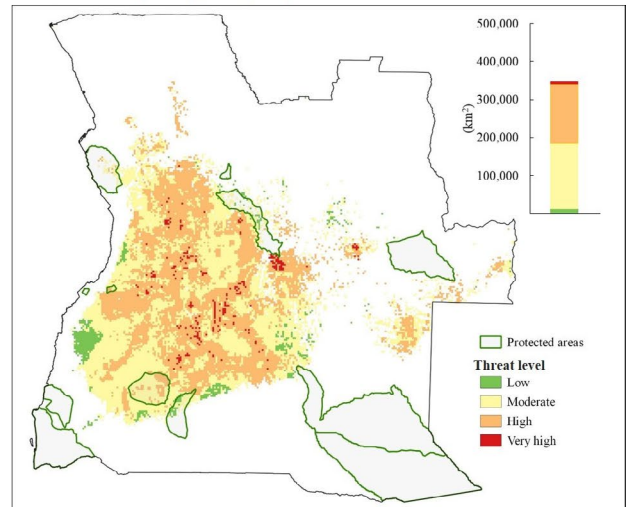 500,000
400,000
300,000
200,000
100,000
(km²)
Protected areas
Threat level
Low
Moderate
High
Very high